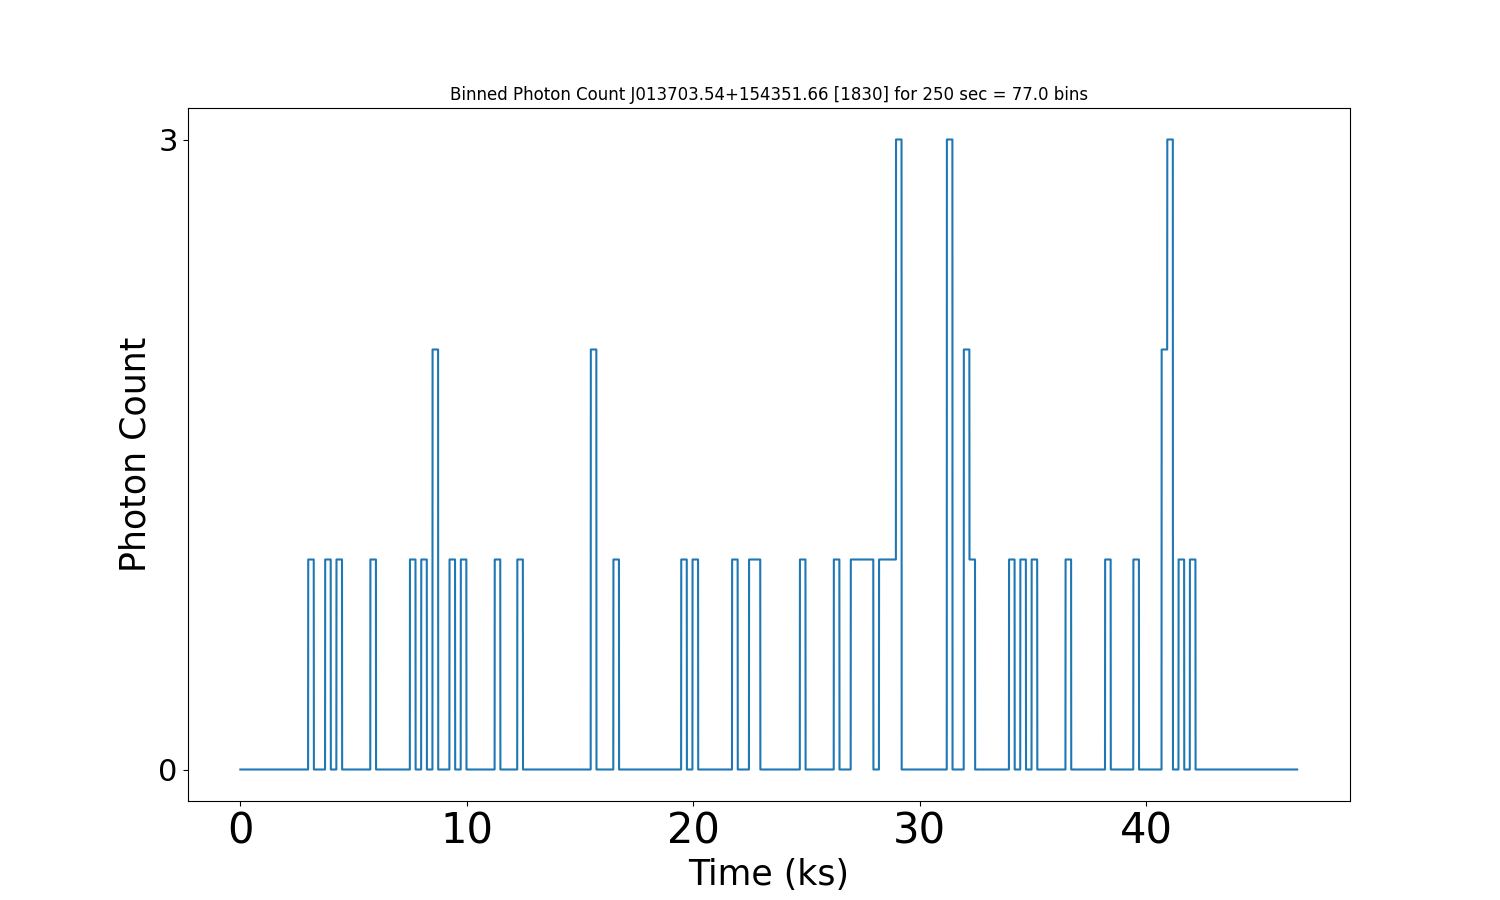 Binned Photon Count J013703.54+154351.66 [1830] for 250 sec = 77.0 bins
3
Photon Count
0
0 10 20 30 40
Time (ks)